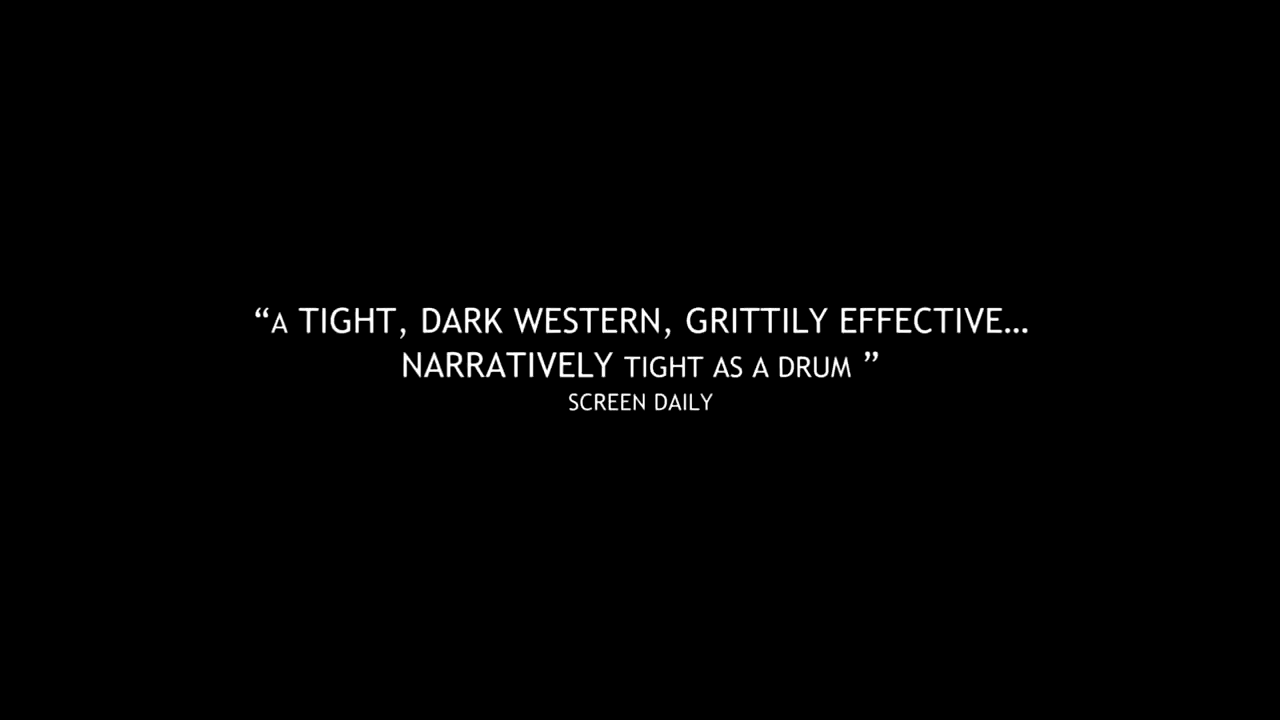 “A TIGHT, DARK WESTERN, GRITTILY EFFECTIVE...
NARRATIVELY TIGHT AS A DRUM ”
SCREEN DAILY